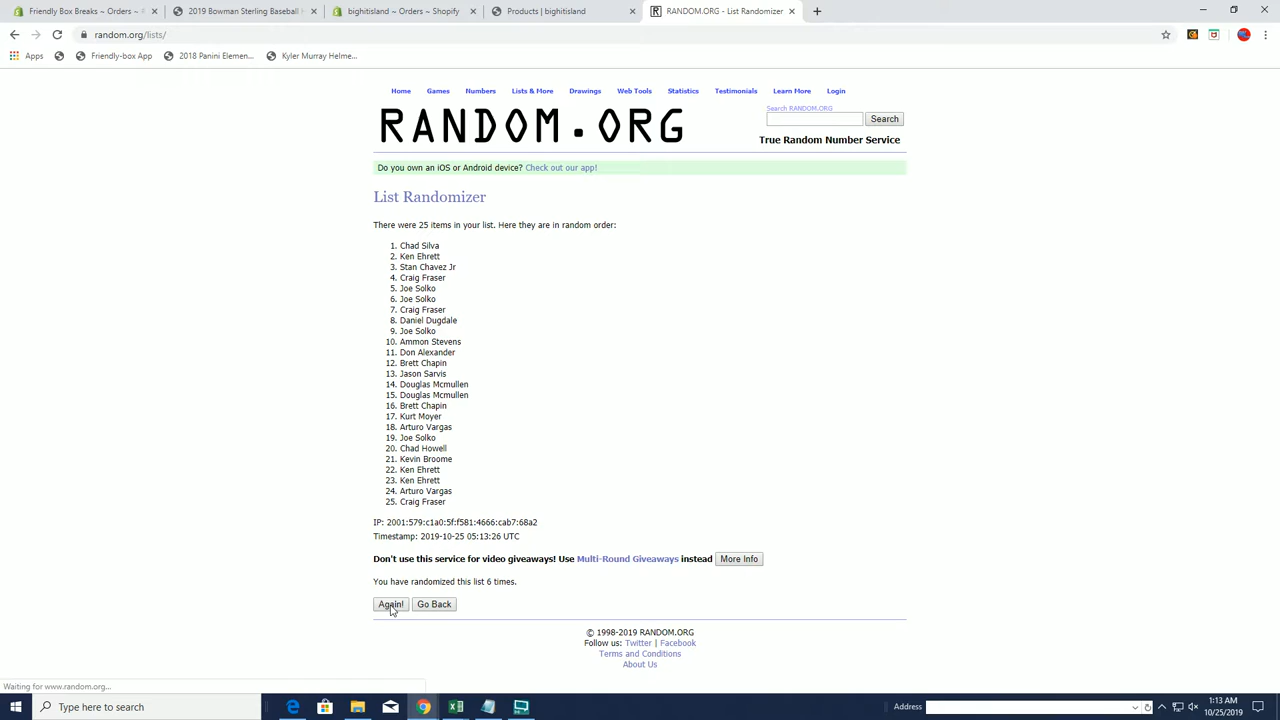 Friendly Box Breaks ~ Orders ~ S
2019 Bowman Sterling Baseball H
bightisland ~ Orders ~ Shopify
Products | bightisland
RANDOM.ORG - List Randomizer
random.org/lists/
Apps
Friendly-box App
2018 Panini Elemen...
Kyler Murray Helme...
Home
Games
Numbers
Lists & More
Drawings
Web Tools
Statistics
Testimonials
Learn More
Login
RANDOM.ORG
Search RANDOM.ORG
Search
True Random Number Service
Do you own an iOS or Android device? Check out our app!
List Randomizer
There were 25 items in your list. Here they are in random order:
1. Chad Silva
2. Ken Ehrett
3. Stan Chavez Jr
4. Craig Fraser
5. Joe Solko
6. Joe Solko
7. Craig Fraser
8. Daniel Dugdale
9. Joe Solko
10. Ammon Stevens
11. Don Alexander
12. Brett Chapin
13. Jason Sarvis
14. Douglas Mcmullen
15. Douglas Mcmullen
16. Brett Chapin
17. Kurt Moyer
18. Arturo Vargas
19. Joe Solko
20. Chad Howell
21. Kevin Broome
22. Ken Ehrett
23. Ken Ehrett
24. Arturo Vargas
25. Craig Fraser
IP: 2001:579:c1a0:5f:f581:4666:cab7:68a2
Timestamp: 2019-10-25 05:13:26 UTC
Don't use this service for video giveaways! Use Multi-Round Giveaways instead More Info
You have randomized this list 6 times.
Again! Go Back
© 1998-2019 RANDOM.ORG
Follow us: Twitter | Facebook
Terms and Conditions
About Us
Waiting for www.random.org...
Type here to search
Address
1:13 AM
10/25/2019